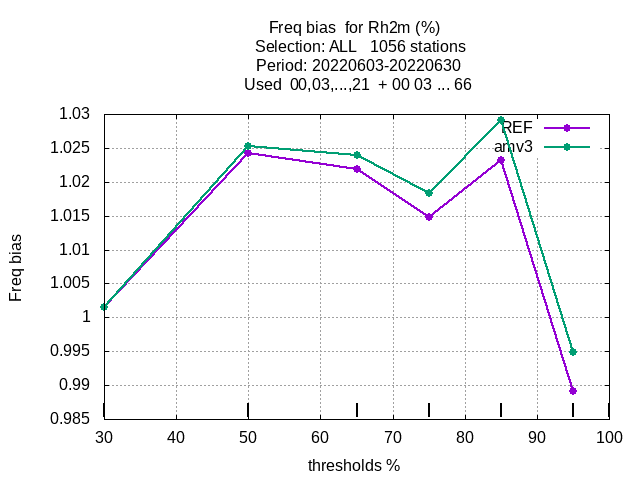 Freq bias  for Rh2m (%)
Selection: ALL   1056 stations
Period: 20220603-20220630
Used  00,03,...,21  + 00 03 ... 66
1.03
1.025
1.02
1.015
1.01
1.005
1
0.995
0.99
0.985
Freq bias
REF
amv3
30 40 50 60 70 80 90 100
thresholds %